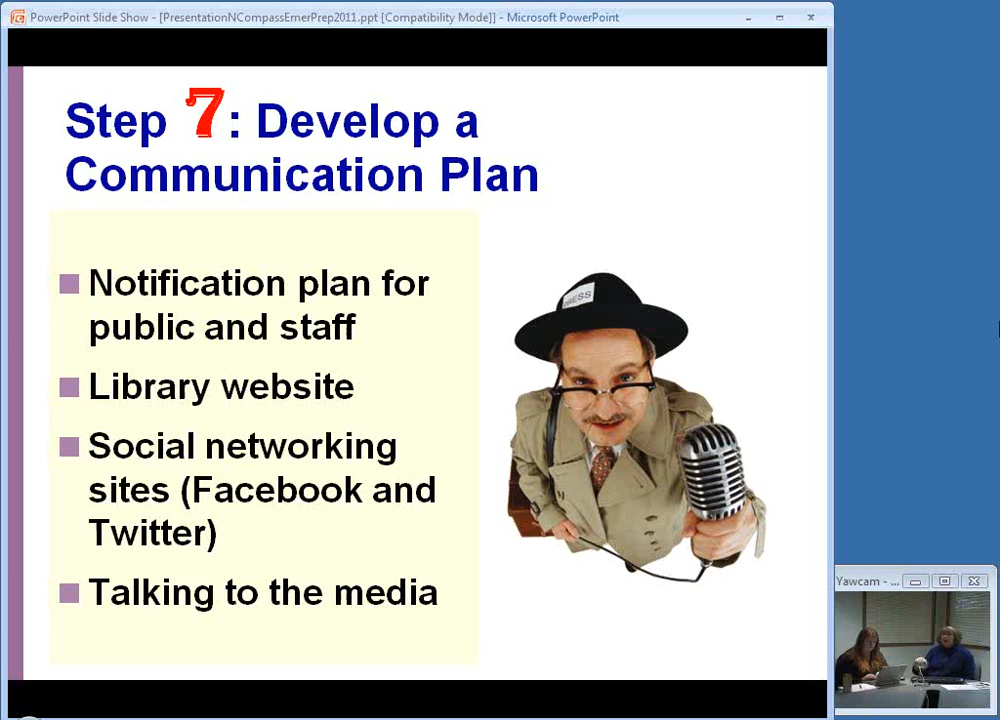 PowerPoint Slide Show - [PresentationNCompassEmerPrep2011.ppt [Compatibility Mode]] - Microsoft PowerPoint
Step 7: Develop a
Communication Plan
Notification plan for
public and staff
Library website
Social networking
sites (Facebook and
Twitter)
Talking to the media
PRESS
Yawcam - ...